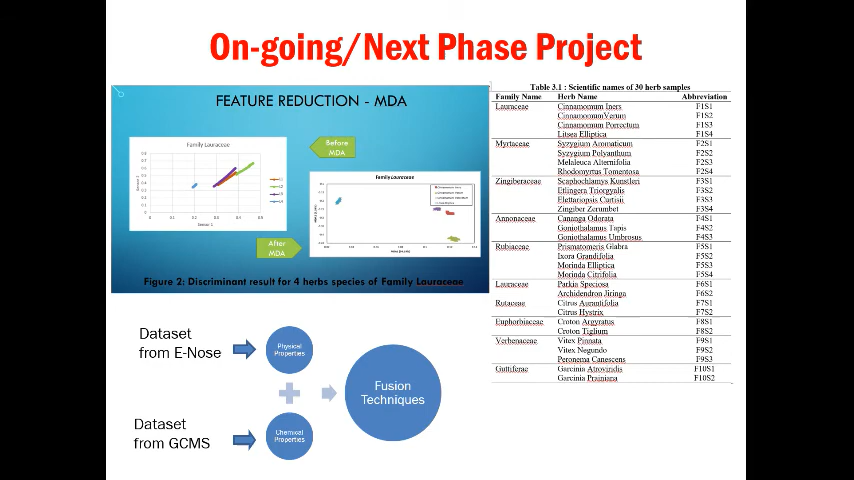 On-going/Next Phase Project
FEATURE REDUCTION - MDA
Family Lauraceae
Before
MDA
Family Lauraceae
After
MDA
Figure 2: Discriminant result for 4 herbs species of Family Lauraceae
Table 3.1 : Scientific names of 30 herb samples
Family Name Herb Name Abbreviation
Lauraceae Cinnamomum Iners F1S1
CinnamomumVerum F1S2
Cinnamomum Porrectum F1S3
Litsea Elliptica F1S4
Myrtaceae Syzygium Aromaticum F2S1
Syzygium Polyanthum F2S2
Melaleuca Alternifolia F2S3
Rhodomyrtus Tomentosa F2S4
Zingiberaceae Scaphochlamys Kunstleri F3S1
Etlingera Triorgyalis F3S2
Elettariopsis Curtisii F3S3
Zingiber Zerumbet F3S4
Annonaceae Cananga Odorata F4S1
Goniothalamus Tapis F4S2
Goniothalamus Umbrosus F4S3
Rubiaceae Prismatomeris Glabra F5S1
Ixora Grandifolia F5S2
Morinda Elliptica F5S3
Morinda Citrifolia F5S4
Lauraceae Parkia Speciosa F6S1
Archidendron Jiringa F6S2
Rutaceae Citrus Aurantifolia F7S1
Citrus Hystrix F7S2
Euphorbiaceae Croton Argyratus F8S1
Croton Tiglium F8S2
Verbenaceae Vitex Pinnata F9S1
Vitex Negundo F9S2
Peronema Canescens F9S3
Guttiferae Garcinia Atroviridis F10S1
Garcinia Prainiana F10S2
Dataset
from E-Nose
Physical
Properties
Fusion
Techniques
Dataset
from GCMS
Chemical
Properties